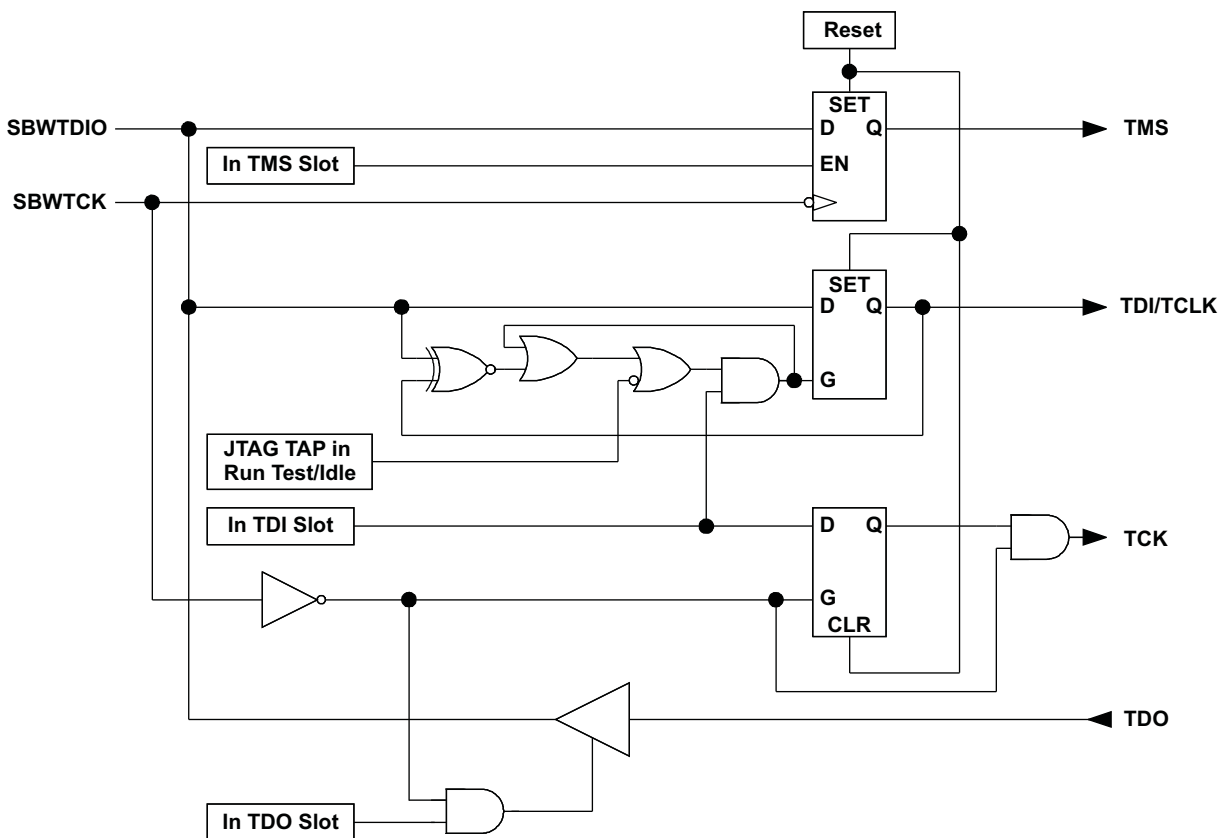 Reset
SET
SBWTDIO
D
Q
TMS
In TMS Slot
EN
SBWTCK
SET
D
Q
TDI/TCLK
G
JTAG TAP in
Run Test/Idle
In TDI Slot
D
Q
TCK
G
CLR
TDO
In TDO Slot